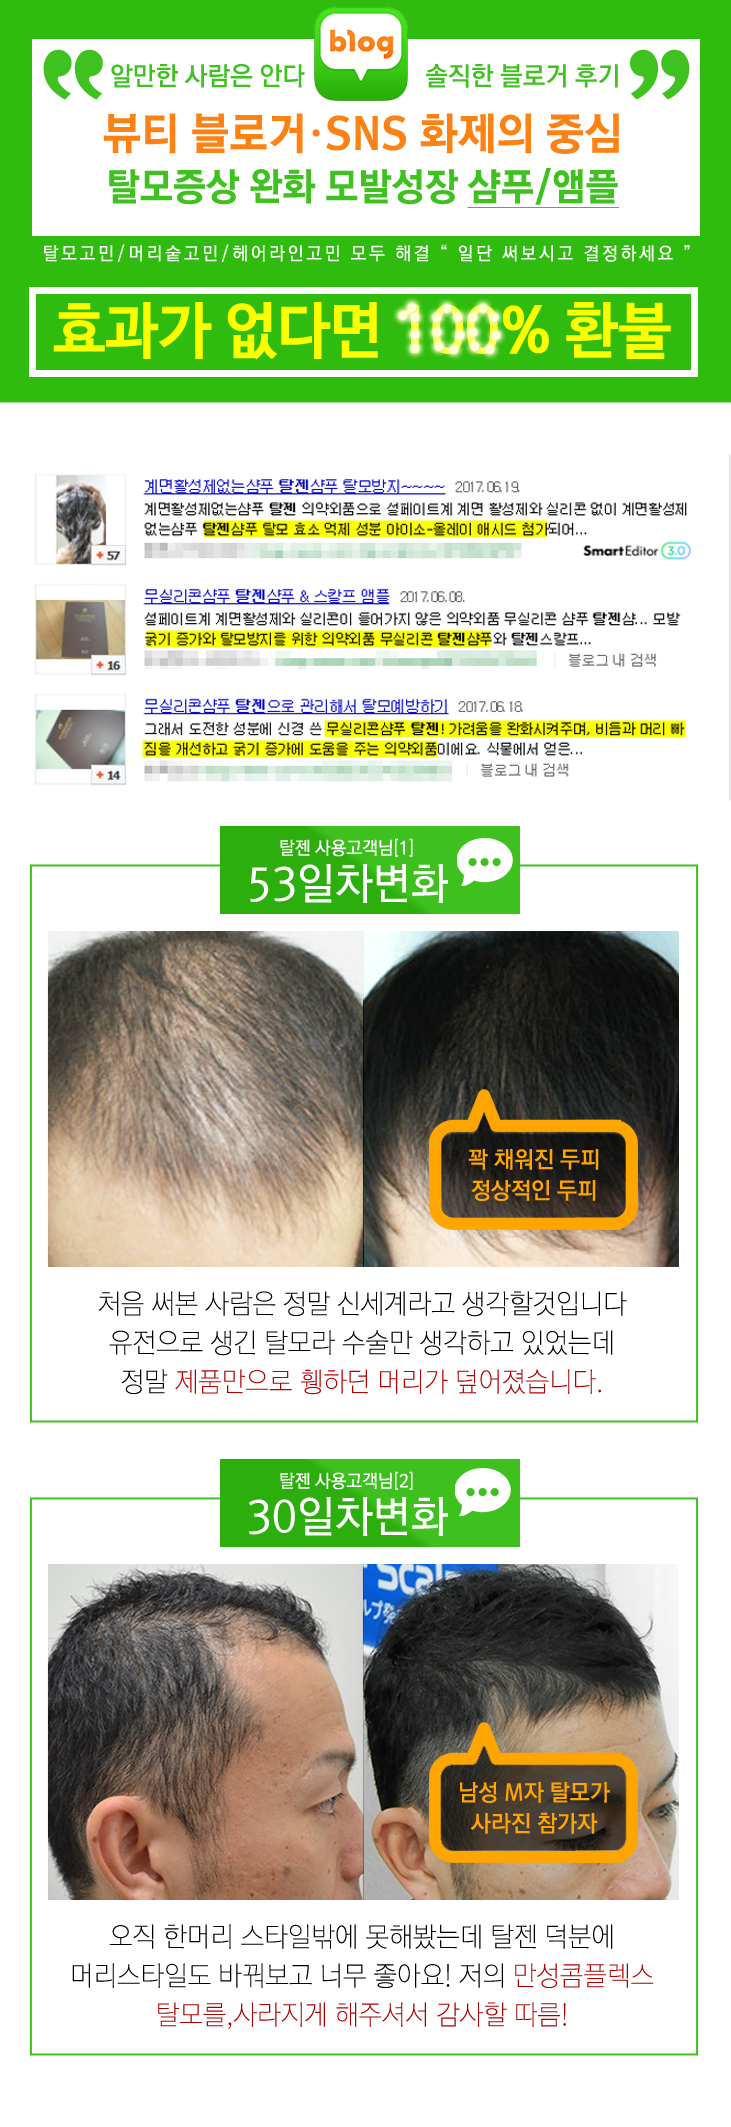 blog
알만한 사람은 안다 솔직한 블로거 후기
뷰티 블로거·SNS 화제의 중심
탈모증상 완화 모발성장 샴푸/앰플
탈모고민/머리숱고민/헤어라인고민 모두 해결 “ 일단 써보시고 결정하세요 ”
효과가 없다면 100% 환불
계면활성제없는샴푸 탈젠샴푸 탈모방지~~~~ 2017.06.19.
계면활성제없는샴푸 탈젠 의약외품으로 설페이트계 계면 활성제와 실리콘 없이 계면활성제
없는샴푸 탈젠샴푸 탈모 효소 억제 성분 아미소-올레이 애시드 첨가되어...
+ 57
SmartEditor 3.0
무실리콘샴푸 탈젠샴푸 & 스칼프 앰플 2017.06.08.
설페이트계 계면활성제와 실리콘이 들어가지 않은 의약외품 무실리콘 샴푸 탈젠샴... 모발
굵기 증가와 탈모방지를 위한 의약외품 무실리콘 탈젠샴푸와 탈젠스칼프...
+ 16
블로그 내 검색
무실리콘샴푸 탈젠으로 관리해서 탈모예방하기 2017.06.18.
그래서 도전한 성분에 신경 쓴 무실리콘샴푸 탈젠! 가려움을 완화시켜주며, 비듬과 머리 빠
짐을 개선하고 굵기 증가에 도움을 주는 의약외품이에요. 식물에서 얻은...
+ 14
블로그 내 검색
탈젠 사용고객님[1]
53일차변화
꽉 채워진 두피
정상적인 두피
처음 써본 사람은 정말 신세계라고 생각할것입니다
유전으로 생긴 탈모라 수술만 생각하고 있었는데
정말 제품만으로 휑하던 머리가 덮어졌습니다.
탈젠 사용고객님[2]
30일차변화
남성 M자 탈모가
사라진 참가자
오직 한머리 스타일밖에 못해봤는데 탈젠 덕분에
머리스타일도 바꿔보고 너무 좋아요! 저의 만성콤플렉스
탈모를,사라지게 해주셔서 감사할 따름!